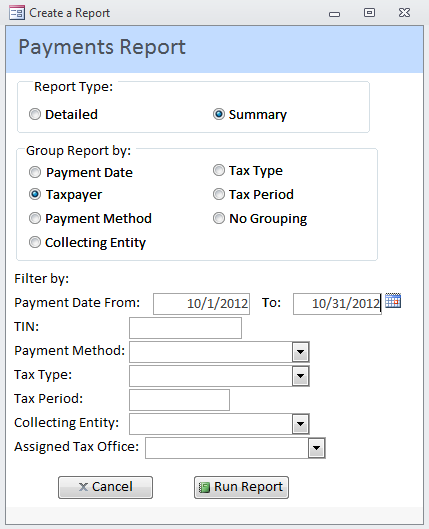 Create a Report
Payments Report
Report Type:
Detailed Summary
Group Report by:
Payment Date Tax Type
Taxpayer Tax Period
Payment Method No Grouping
Collecting Entity
Filter by:
Payment Date From: 10/1/2012 To: 10/31/2012
TIN:
Payment Method:
Tax Type:
Tax Period:
Collecting Entity:
Assigned Tax Office:
Cancel Run Report